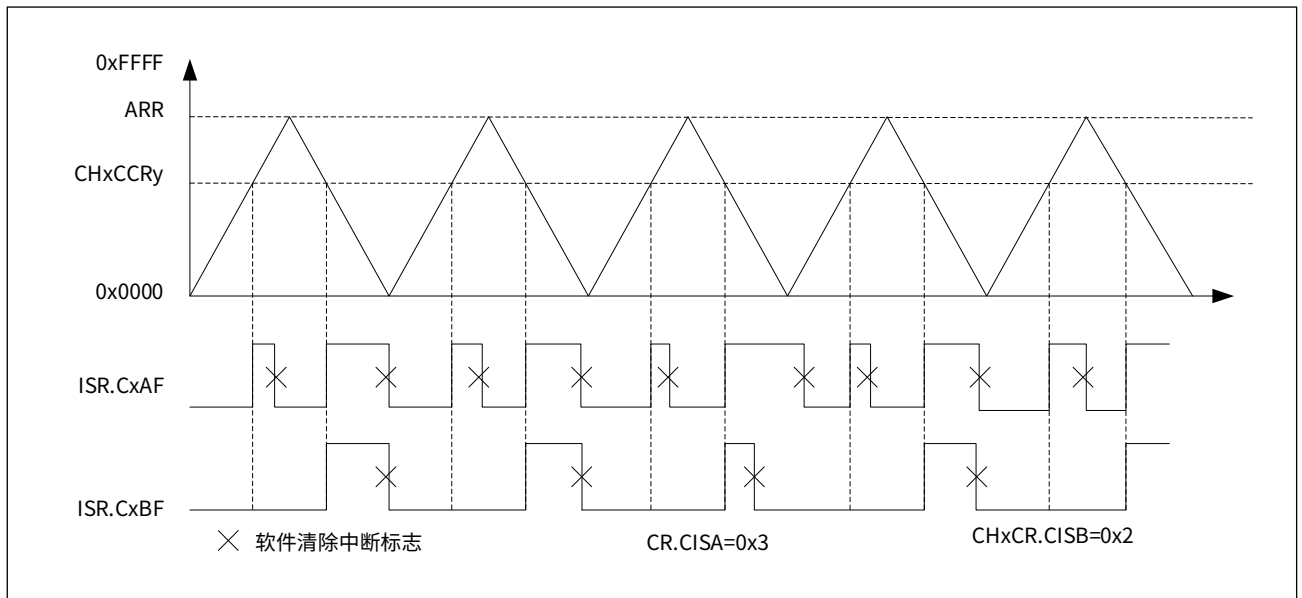 0xFFFF
ARR
CHxCCRy
0x0000
ISR.CxAF
ISR.CxBF
软件清除中断标志
CR.CISA=0x3
CHxCR.CISB=0x2